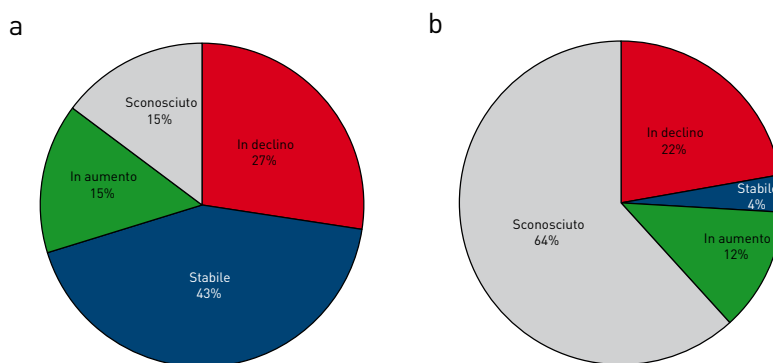 a
Sconosciuto
15%
In declino
27%
In aumento
15%
Stabile
43%
b
In declino
22%
Stabile
4%
In aumento
12%
Sconosciuto
64%